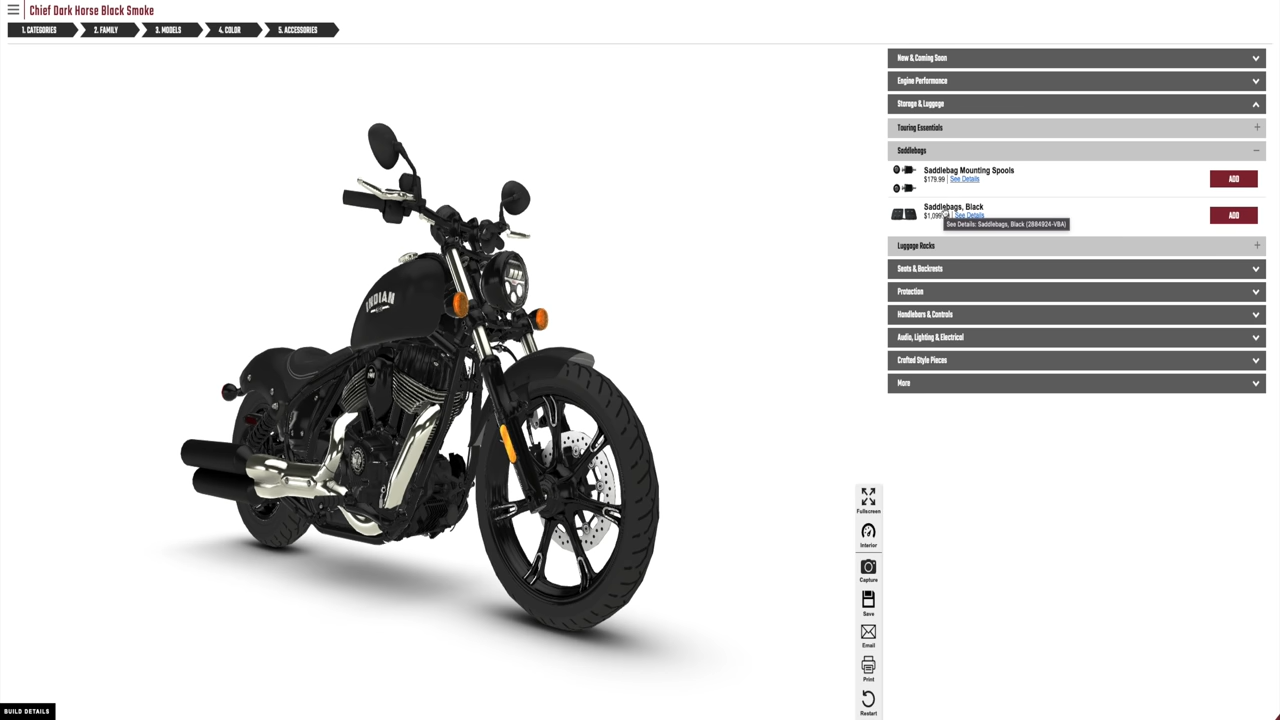 Chief Dark Horse Black Smoke
1. CATEGORIES 2. FAMILY 3. MODELS 4. COLOR 5. ACCESSORIES
New & Coming Soon
Engine Performance
Storage & Luggage
Touring Essentials
Saddlebags
Saddlebag Mounting Spools
$179.99 | See Details
ADD
Saddlebags, Black
$1,099 | See Details
ADD
See Details: Saddlebags, Black (2884924-VBA)
Luggage Racks
Seats & Backrests
Protection
Handlebars & Controls
Audio, Lighting & Electrical
Crafted Style Pieces
More
INDIAN
Fullscreen
Interior
Capture
Save
Email
Print
Restart
BUILD DETAILS